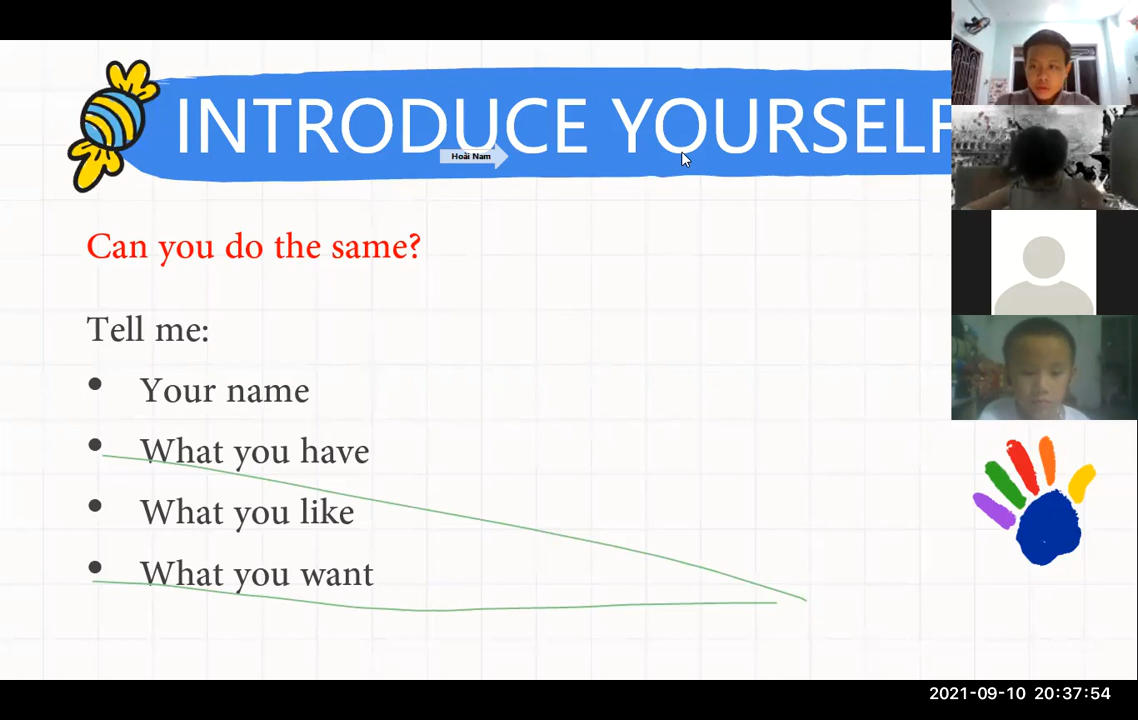 INTRODUCE YOURSELF
Hoài Nam
Can you do the same?
Tell me:
• Your name
• What you have
• What you like
• What you want
2021-09-10 20:37:54